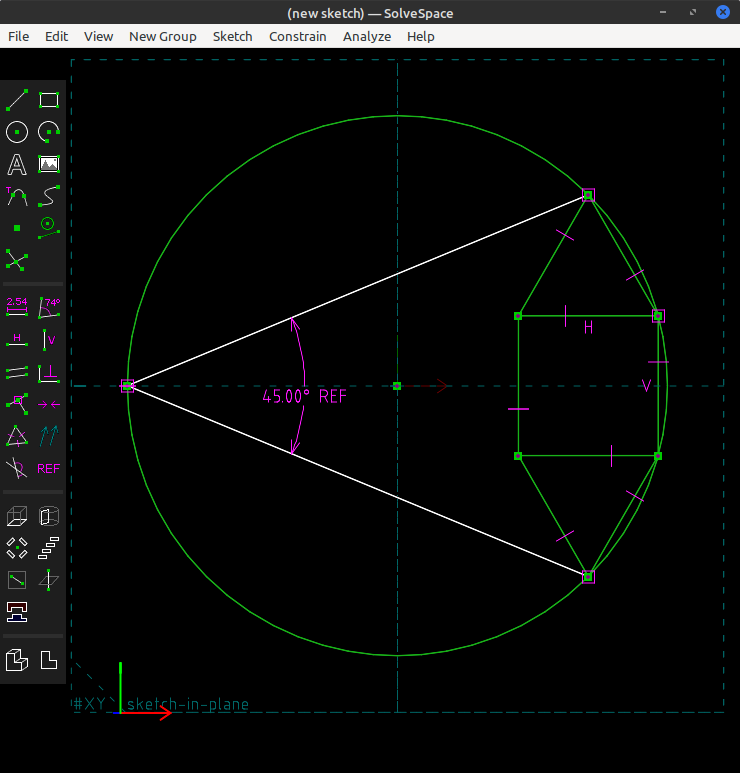 (new sketch) — SolveSpace
File Edit View New Group Sketch Constrain Analyze Help
A
T
2.54 74°
H V
REF
H
V
45.00° REF
#XY sketch-in-plane